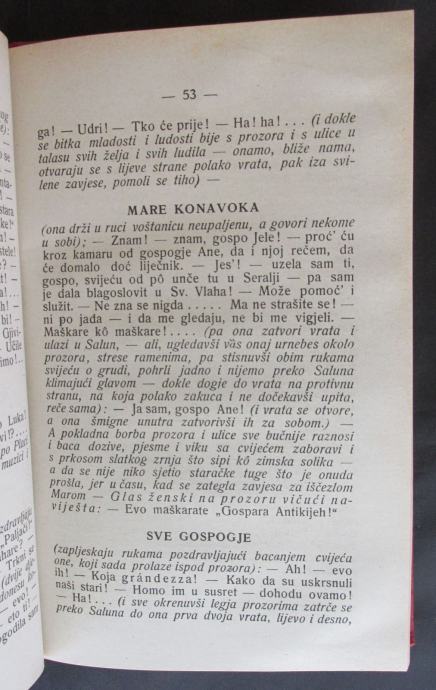 — 53 —
ga! — Udri! — Tko će prije! — Ha! ha!... (i dokle
se bitka mladosti i ludosti bije s prozora i s ulice u
talasu svih želja i svih ludila — onamo, bliže nama,
otvaraju se s lijeve strane polako vrata, pak iza svi-
lene zavjese, pomoli se tiho) —
MARE KONAVOKA
(ona drži u ruci voštanicu neupaljenu, a govori nekome
u sobi); — Znam! — znam, gospo Jele! — proć' ću
kroz kamaru od gospogje Ane, da i njoj rečem, da
će domalo doć liječnik. — Jes'! — uzela sam ti,
gospo, svijeću od pô unče tu u Seralji — pa sam
je dala blagoslovit u Sv. Vlaha! — Može pomoć' i
služit. — Ne zna se nigda..... Ma ne strašite se! —
ni po jada — i da me gledaju, ne bi me vigjeli. —
Maškare kô maškare!.... (pa ona zatvori vrata i
ulazi u Salun, — ali, ugledavši vas onaj urnebes okolo
prozora, strese ramenima, pa stisnuvši obim rukama
svijeću o grudi, pohrli jadno i nijemo preko Saluna
klimajući glavom — dokle dogje do vrata na protivnu
stranu, na koja polako zakuca i ne dočekavši upita,
reče sama): — Ja sam, gospo Ane! (i vrata se otvore,
a ona šmigne unutra zatvorivši ih za sobom.) —
A pokladna borba prozora i ulice sve bučnije raznosi
i baca dozive, pjesme i viku sa cvijećem zaboravi i
s prkosom slatkog zrnja što sipi kô zimska solika —
a da se nije niko sjetio staračke tuge što je onuda
prošla, jer u času, kad se zategla zavjesa za iščezlom
Marom — Glas ženski na prozoru vičući na-
viješta: — Evo maškarate „Gospara Antikijeh!"
SVE GOSPOGJE
(zapljeskaju rukama pozdravljajući bacanjem cvijeća
one, koji sada prolaze ispod prozora): — Ah! — evo
ih! — Koja grándezza! — Kako da su uskrsnuli
naši stari! — Homo im u susret — dohodu ovamo!
— Ha!... (i sve okrenuvši legja prozorima zatrče se
preko Saluna do ona prva dvoja vrata, lijevo i desno,